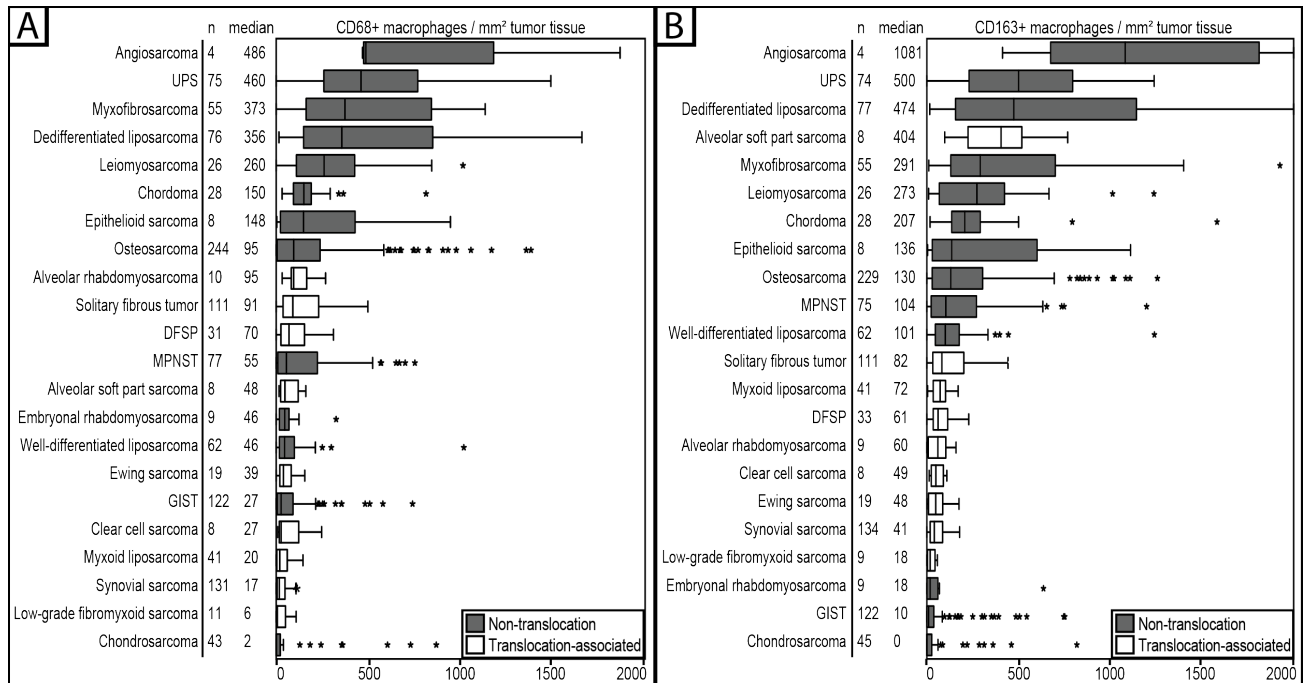 A
n median CD68+ macrophages / mm² tumor tissue
Angiosarcoma 4 486
UPS 75 460
Myxofibrosarcoma 55 373
Dedifferentiated liposarcoma 76 356
Leiomyosarcoma 26 260
Chordoma 28 150
Epithelioid sarcoma 8 148
Osteosarcoma 244 95
Alveolar rhabdomyosarcoma 10 95
Solitary fibrous tumor 111 91
DFSP 31 70
MPNST 77 55
Alveolar soft part sarcoma 8 48
Embryonal rhabdomyosarcoma 9 46
Well-differentiated liposarcoma 62 46
Ewing sarcoma 19 39
GIST 122 27
Clear cell sarcoma 8 27
Myxoid liposarcoma 41 20
Synovial sarcoma 131 17
Low-grade fibromyxoid sarcoma 11 6
Chondrosarcoma 43 2
Non-translocation
Translocation-associated
0 500 1000 1500 2000
B
n median CD163+ macrophages / mm² tumor tissue
Angiosarcoma 4 1081
UPS 74 500
Dedifferentiated liposarcoma 77 474
Alveolar soft part sarcoma 8 404
Myxofibrosarcoma 55 291
Leiomyosarcoma 26 273
Chordoma 28 207
Epithelioid sarcoma 8 136
Osteosarcoma 229 130
MPNST 75 104
Well-differentiated liposarcoma 62 101
Solitary fibrous tumor 111 82
Myxoid liposarcoma 41 72
DFSP 33 61
Alveolar rhabdomyosarcoma 9 60
Clear cell sarcoma 8 49
Ewing sarcoma 19 48
Synovial sarcoma 134 41
Low-grade fibromyxoid sarcoma 9 18
Embryonal rhabdomyosarcoma 9 18
GIST 122 10
Chondrosarcoma 45 0
Non-translocation
Translocation-associated
0 500 1000 1500 2000